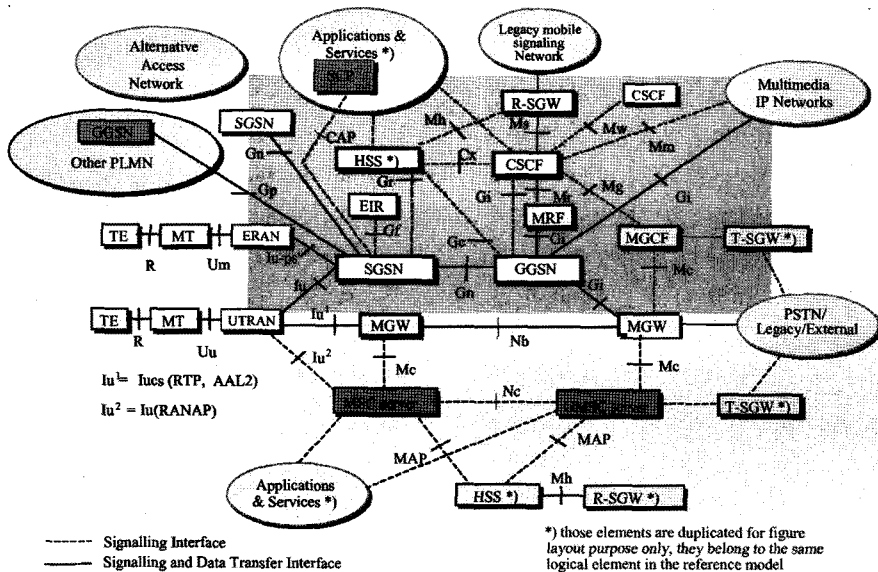 Alternative
Access
Network
Applications &
Services *)
Legacy mobile
signaling
Network
Multimedia
IP Networks
R-SGW
CSCF
SGSN
GGSN
Other PLMN
CAP
Mh
Ms
Mw
Mm
Gn
HSS *)
Cx
CSCF
Gr
Gp
EIR
Gf
Gi
Mr
Mg
Gi
MRF
Gc
Gi
TE
MT
ERAN
R
Um
Iu-ps
SGSN
GGSN
MGCF
T-SGW *)
Iu
Gn
Gi
Mc
TE
MT
UTRAN
Iu1
MGW
Nb
MGW
PSTN/
Legacy/External
R
Uu
Iu2
Mc
Mc
Iu1= Iucs (RTP, AAL2)
Iu2 = Iu(RANAP)
Nc
T-SGW *)
MAP
MAP
Applications
& Services *)
HSS *)
Mh
R-SGW *)
Signalling Interface
Signalling and Data Transfer Interface
*) those elements are duplicated for figure
layout purpose only, they belong to the same
logical element in the reference model